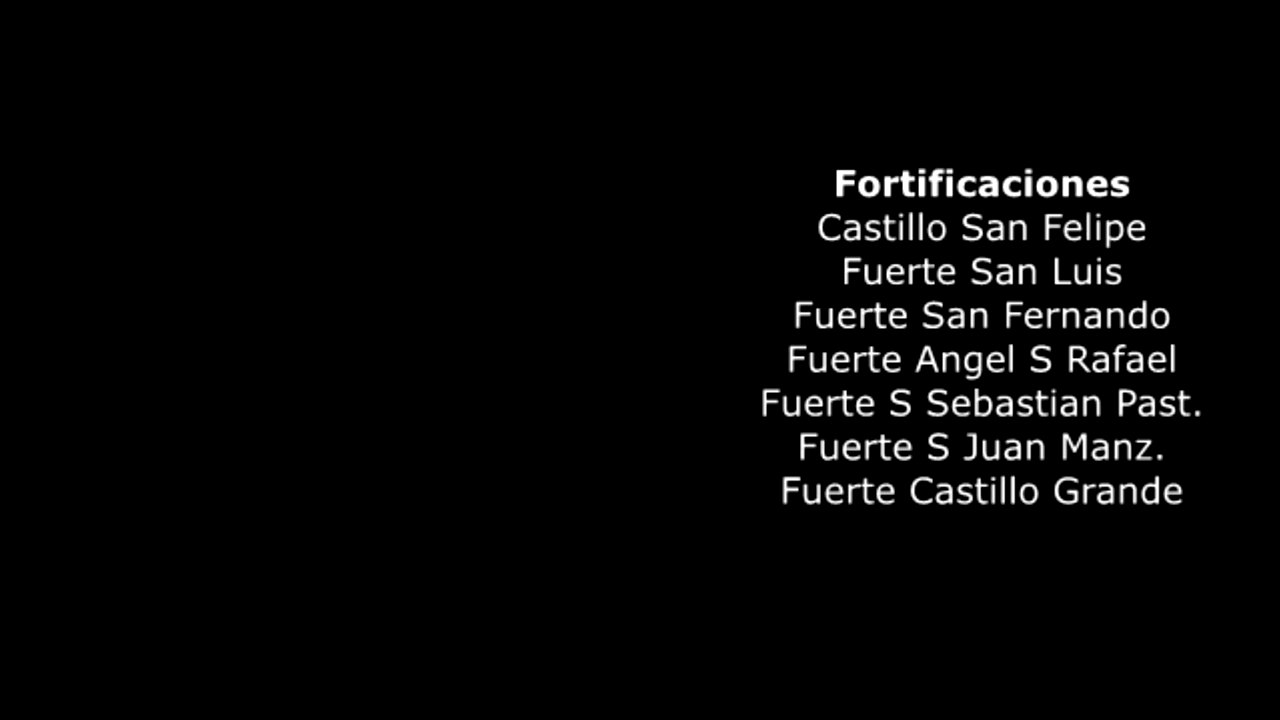 Fortificaciones
Castillo San Felipe
Fuerte San Luis
Fuerte San Fernando
Fuerte Angel S Rafael
Fuerte S Sebastian Past.
Fuerte S Juan Manz.
Fuerte Castillo Grande